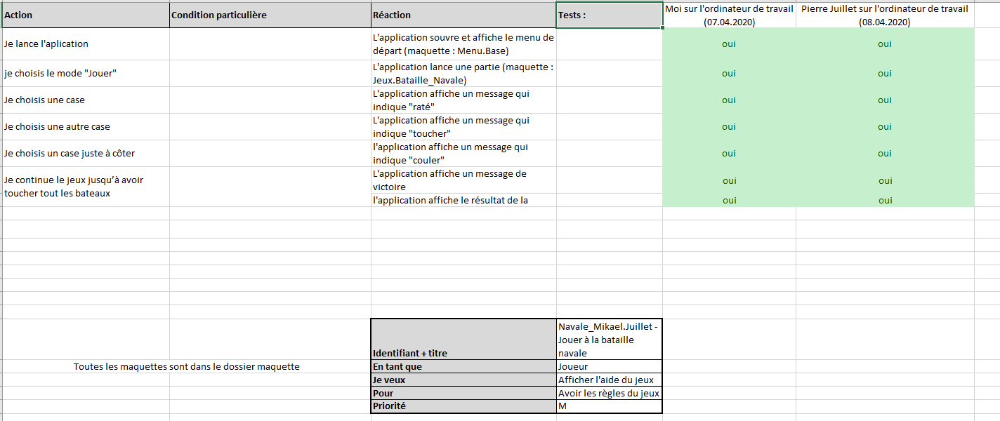 Action Condition particulière Réaction Tests : Moi sur l'ordinateur de travail (07.04.2020) Pierre Juillet sur l'ordinateur de travail (08.04.2020)
Je lance l'aplication
L'application souvre et affiche le menu de
départ (maquette : Menu.Base)
oui oui
je choisis le mode "Jouer"
L'application lance une partie (maquette :
Jeux.Bataille_Navale)
oui oui
Je choisis une case
L'application affiche un message qui
indique "raté"
oui oui
Je choisis une autre case
L'application affiche un message qui
indique "toucher"
oui oui
Je choisis un case juste à côter
l'application affiche un message qui
indique "couler"
oui oui
Je continue le jeux jusqu’à avoir
toucher tout les bateaux
L'application affiche un message de
victoire
oui oui
l'application affiche le résultat de la
oui oui
Identifiant + titre
Navale_Mikael.Juillet -
Jouer à la bataille
navale
Toutes les maquettes sont dans le dossier maquette
En tant que Joueur
Je veux Afficher l'aide du jeux
Pour Avoir les règles du jeux
Priorité M